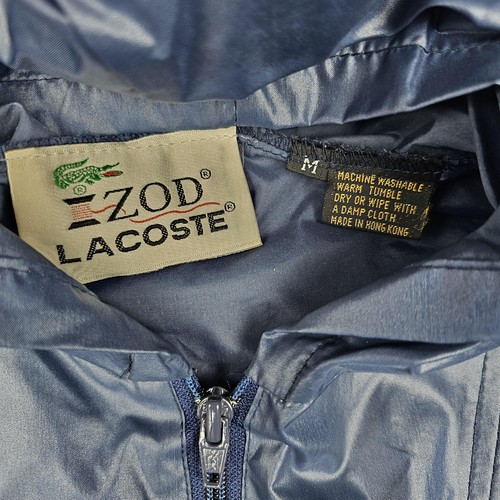 IZOD®
LACOSTE®
®
M
MACHINE WASHABLE
WARM TUMBLE
DRY OR WIPE WITH
A DAMP CLOTH
MADE IN HONG KONG